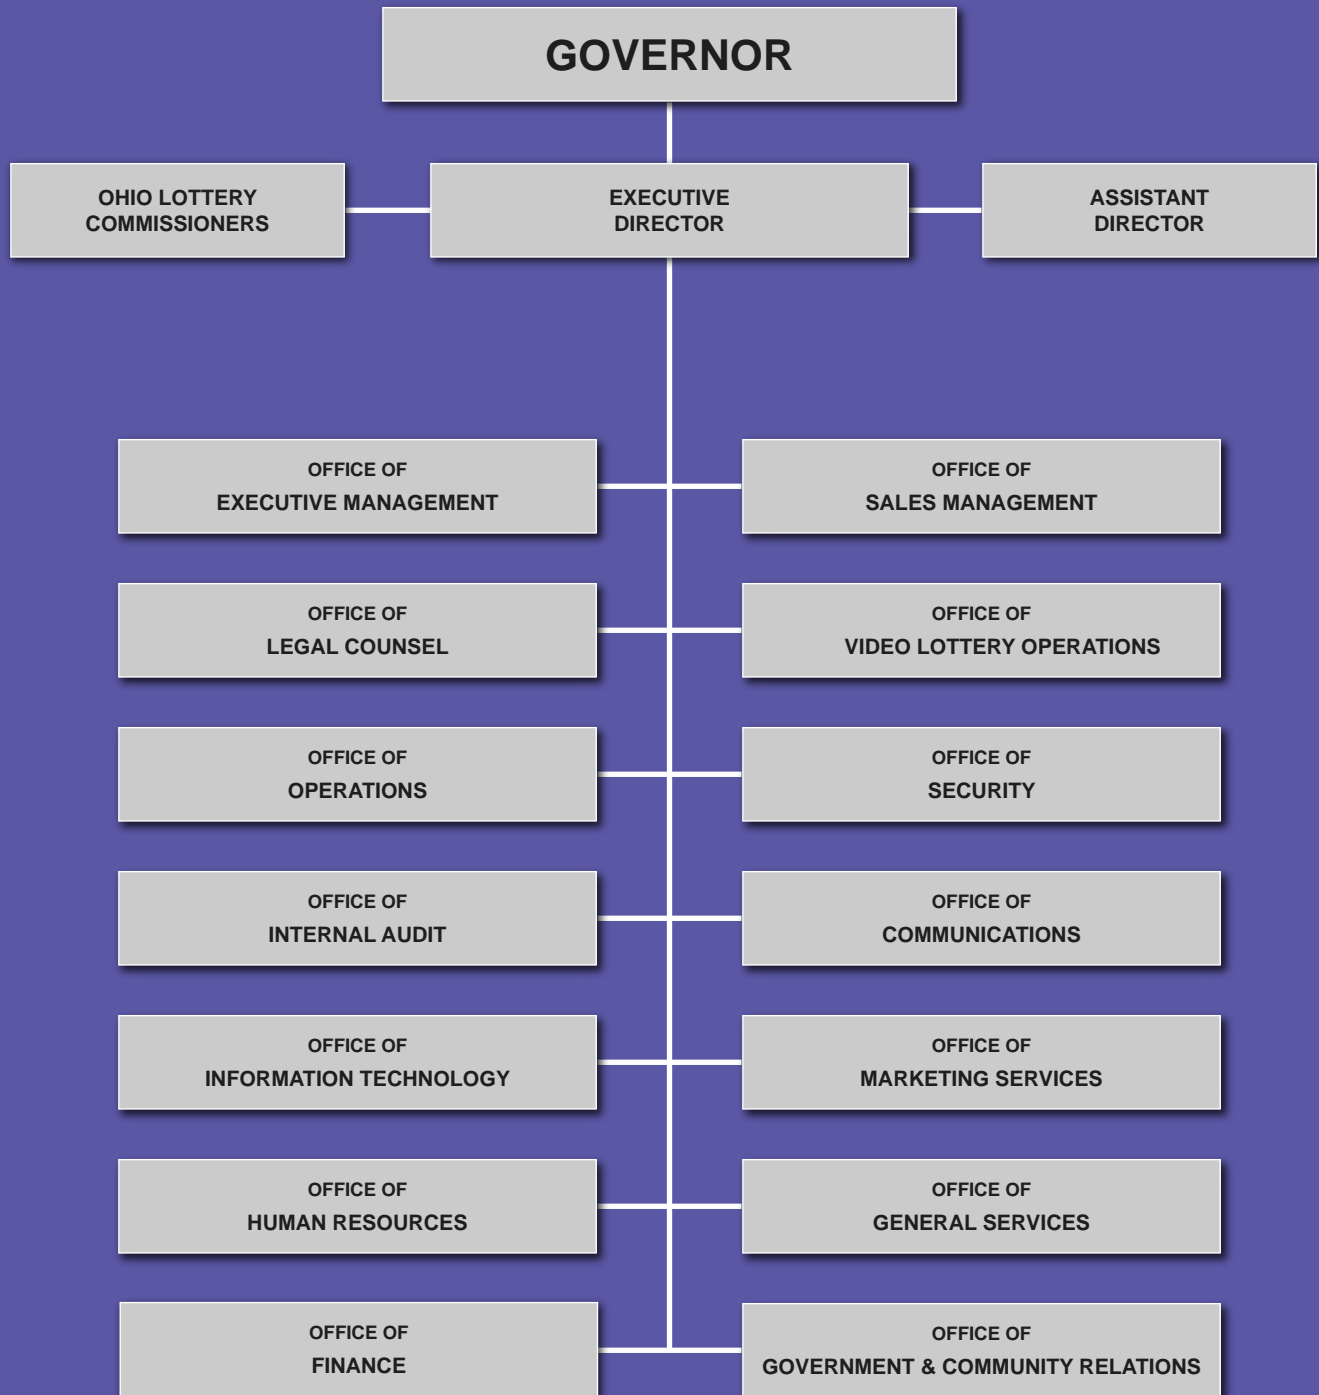 GOVERNOR
OHIO LOTTERY
COMMISSIONERS
EXECUTIVE
DIRECTOR
ASSISTANT
DIRECTOR
OFFICE OF
EXECUTIVE MANAGEMENT
OFFICE OF
SALES MANAGEMENT
OFFICE OF
LEGAL COUNSEL
OFFICE OF
VIDEO LOTTERY OPERATIONS
OFFICE OF
OPERATIONS
OFFICE OF
SECURITY
OFFICE OF
INTERNAL AUDIT
OFFICE OF
COMMUNICATIONS
OFFICE OF
INFORMATION TECHNOLOGY
OFFICE OF
MARKETING SERVICES
OFFICE OF
HUMAN RESOURCES
OFFICE OF
GENERAL SERVICES
OFFICE OF
FINANCE
OFFICE OF
GOVERNMENT & COMMUNITY RELATIONS